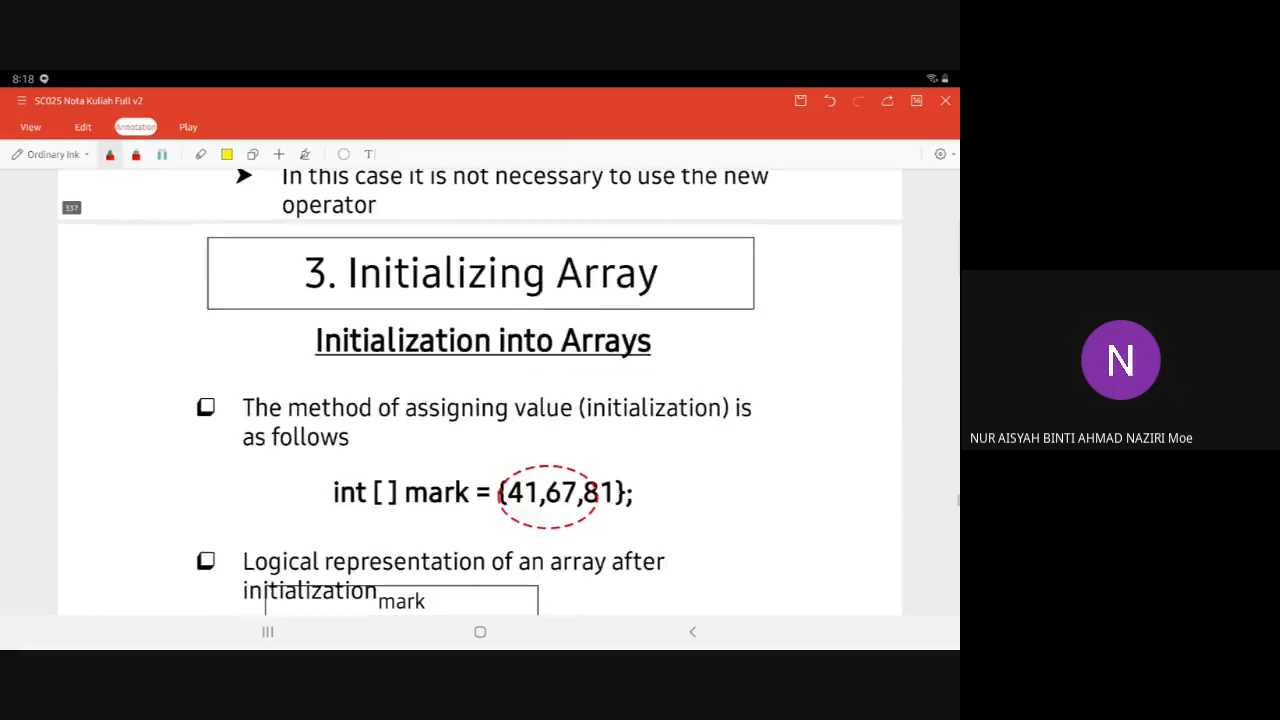 8:18
SC025 Nota Kuliah Full v2
16
View Edit Annotation Play
Ordinary Ink
T
In this case it is not necessary to use the new
operator
337
3. Initializing Array
Initialization into Arrays
The method of assigning value (initialization) is
as follows
int [ ] mark = {41,67,81};
Logical representation of an array after
initialization
mark
N
NUR AISYAH BINTI AHMAD NAZIRI Moe